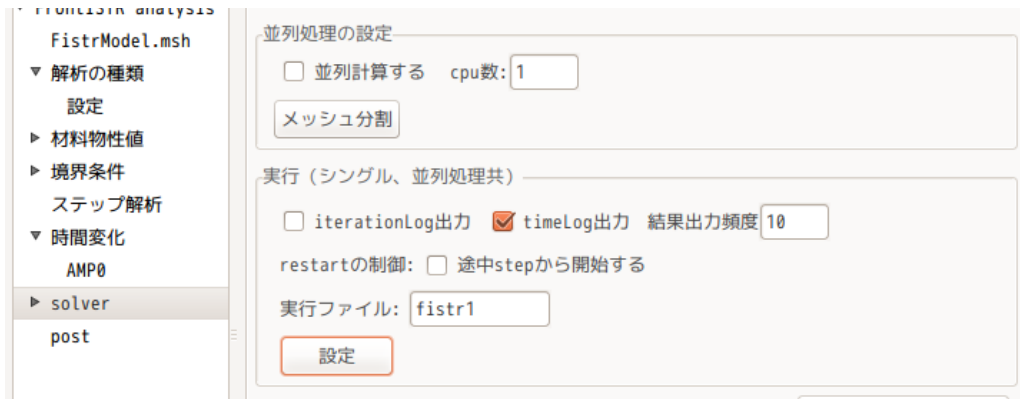 FrontISTR analysis
FistrModel.msh
解析の種類
設定
材料物性値
境界条件
ステップ解析
時間変化
AMP0
solver
post
並列処理の設定
並列計算する cpu数: 1
メッシュ分割
実行（シングル、並列処理共）
iterationLog出力 timeLog出力 結果出力頻度 10
restartの制御: 途中stepから開始する
実行ファイル: fistr1
設定